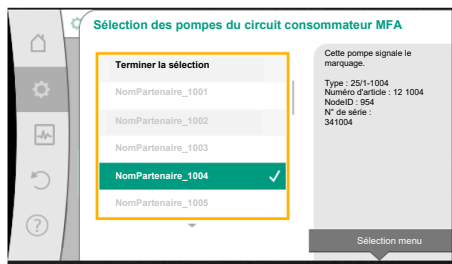 Sélection des pompes du circuit consommateur MFA
Terminer la sélection
NomPartenaire_1001
NomPartenaire_1002
NomPartenaire_1003
NomPartenaire_1004
NomPartenaire_1005
Cette pompe signale le
marquage.
Type : 25/1-1004
Numéro d'article : 12 1004
NodeID : 954
N° de série :
341004
Sélection menu